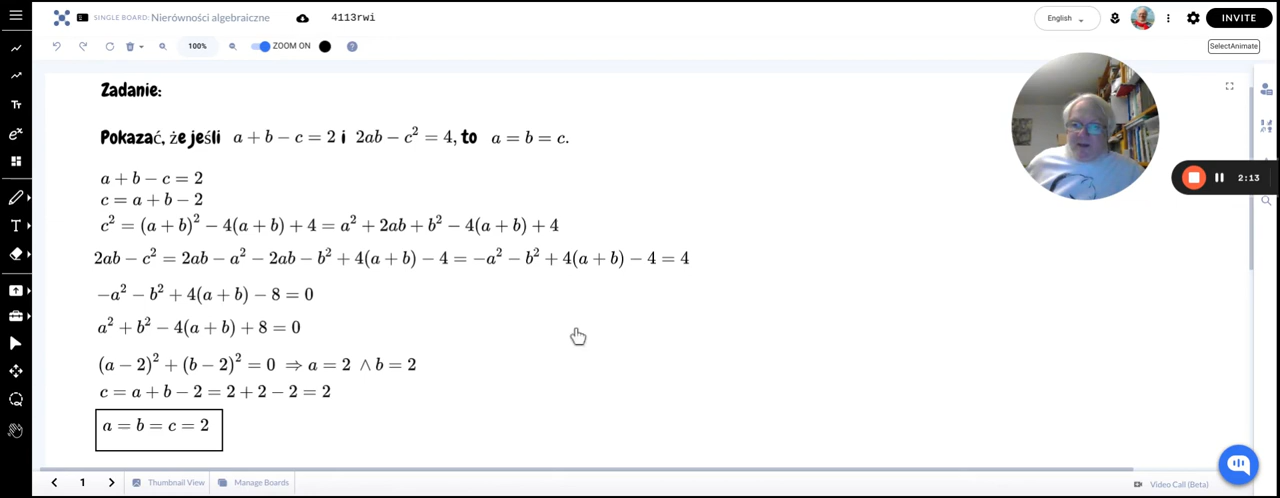 SINGLE BOARD: Nierówności algebraiczne 4113rwi English INVITE
100% ZOOM ON SelectAnimate
Zadanie:
Pokazać, że jeśli a + b − c = 2 i 2ab − c² = 4, to a = b = c.
a + b − c = 2
c = a + b − 2
c² = (a + b)² − 4(a + b) + 4 = a² + 2ab + b² − 4(a + b) + 4
2ab − c² = 2ab − a² − 2ab − b² + 4(a + b) − 4 = −a² − b² + 4(a + b) − 4 = 4
−a² − b² + 4(a + b) − 8 = 0
a² + b² − 4(a + b) + 8 = 0
(a − 2)² + (b − 2)² = 0 ⇒ a = 2 ∧ b = 2
c = a + b − 2 = 2 + 2 − 2 = 2
a = b = c = 2
2:13
1 Thumbnail View Manage Boards Video Call (Beta)